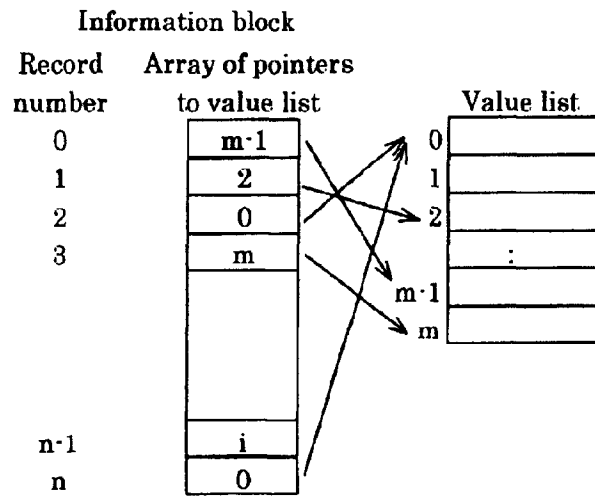 Information block
Record Array of pointers
number to value list Value list
0 m-1 0
1 2 1
2 0 2
3 m :
m-1
m
n-1 i
n 0